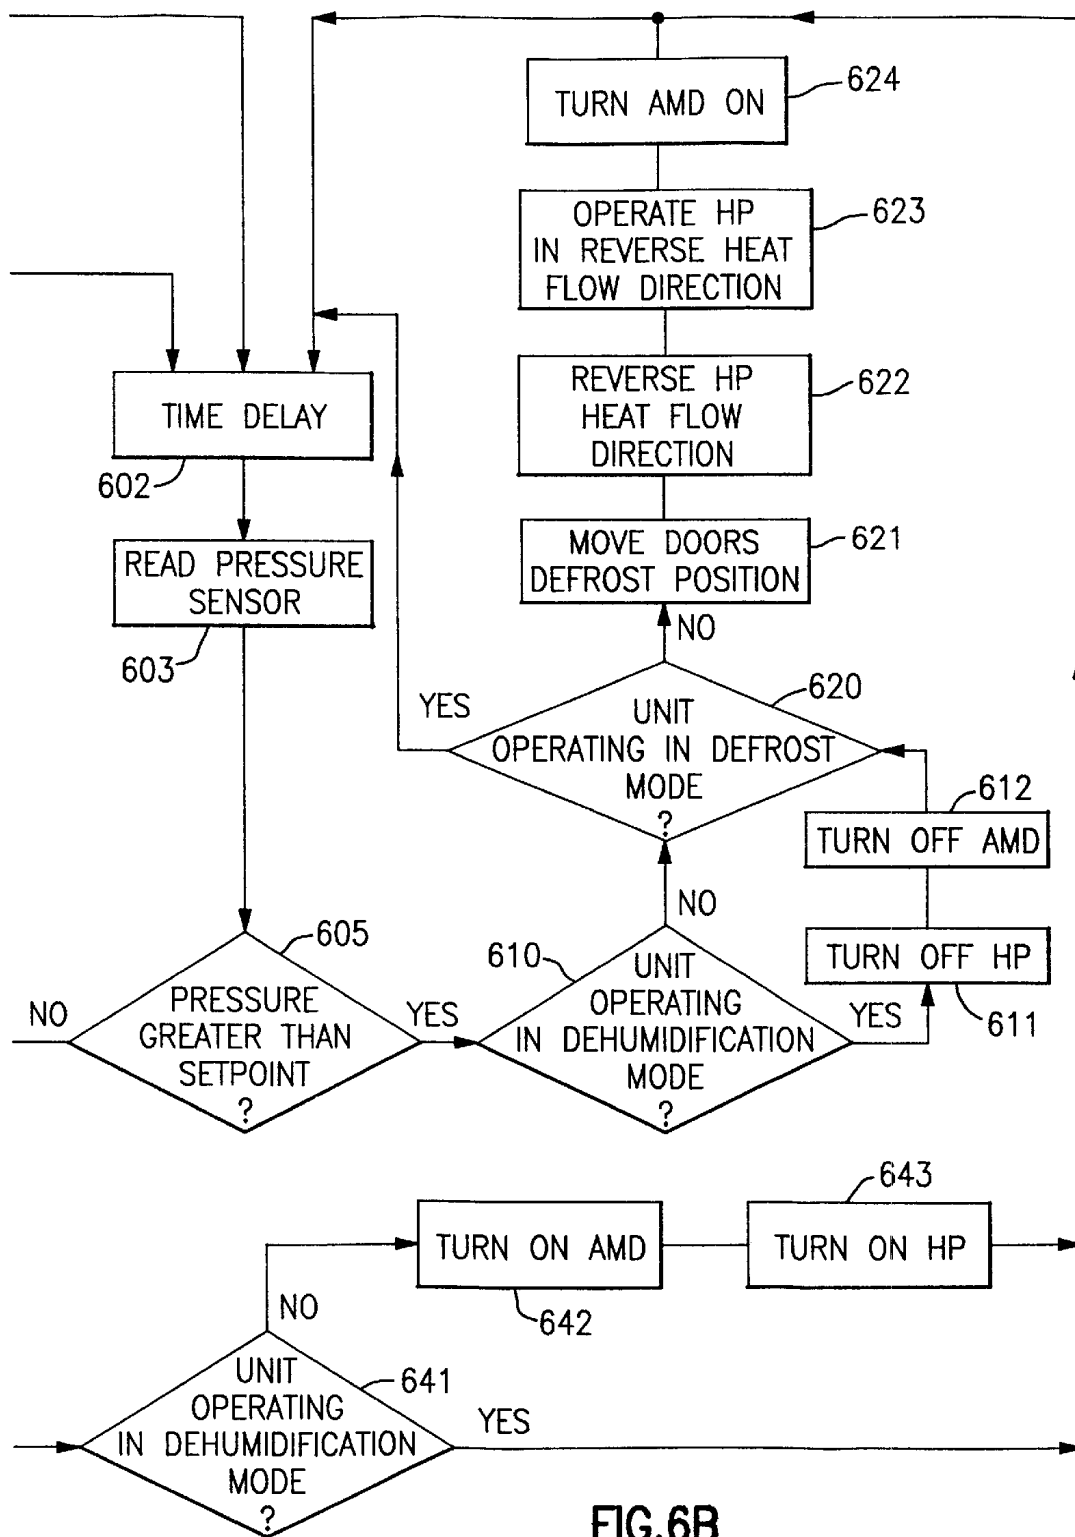 TURN AMD ON
624
OPERATE HP
IN REVERSE HEAT
FLOW DIRECTION
623
REVERSE HP
HEAT FLOW
DIRECTION
622
TIME DELAY
602
MOVE DOORS
DEFROST POSITION
621
READ PRESSURE
SENSOR
603
NO
YES
UNIT
OPERATING IN DEFROST
MODE
?
620
612
TURN OFF AMD
NO
TURN OFF HP
611
605
NO
PRESSURE
GREATER THAN
SETPOINT
?
YES
610
UNIT
OPERATING
IN DEHUMIDIFICATION
MODE
?
YES
643
TURN ON AMD
642
TURN ON HP
NO
641
UNIT
OPERATING
IN DEHUMIDIFICATION
MODE
?
YES
FIG.6B